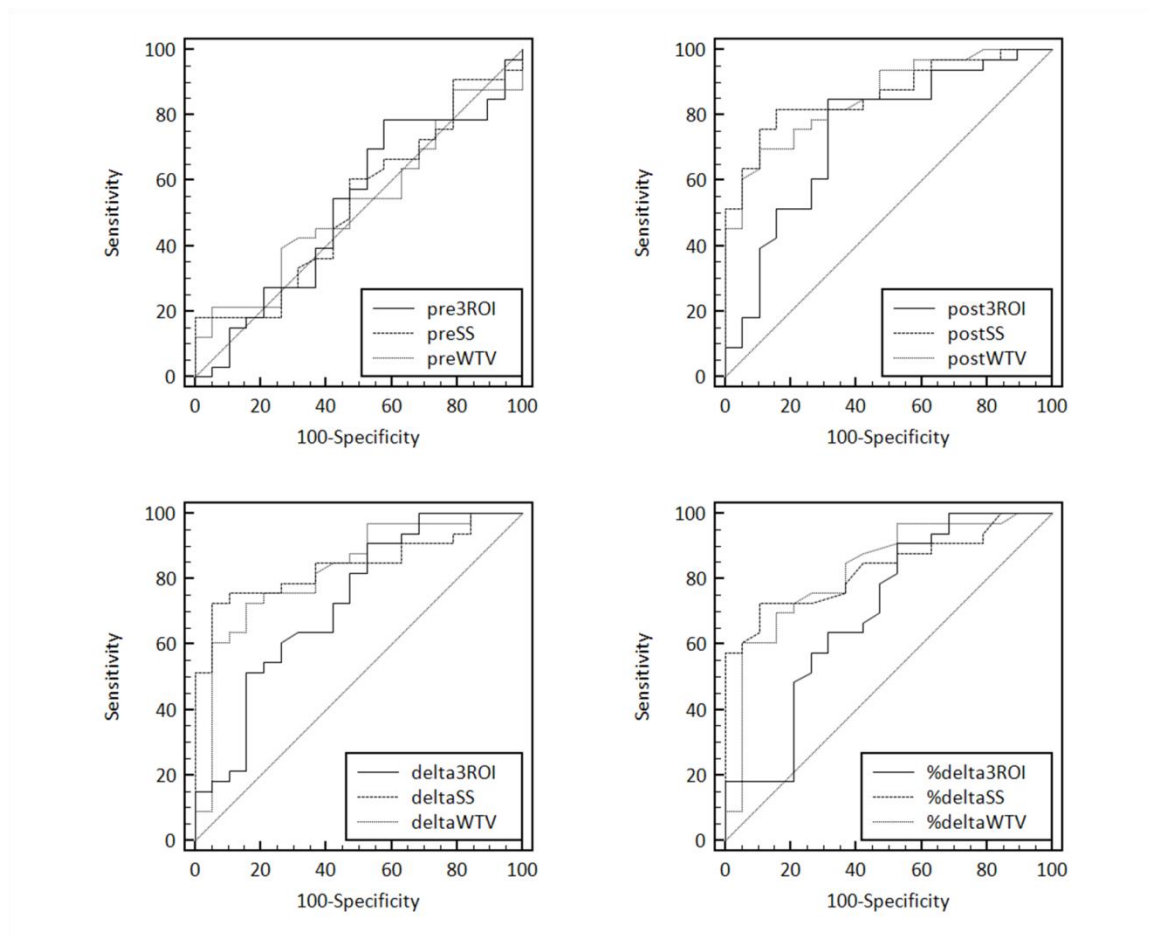 100
80
60
40
20
0
Sensitivity
pre3ROI
preSS
preWTV
0 20 40 60 80 100
100-Specificity
100
80
60
40
20
0
Sensitivity
post3ROI
postSS
postWTV
0 20 40 60 80 100
100-Specificity
100
80
60
40
20
0
Sensitivity
delta3ROI
deltaSS
deltaWTV
0 20 40 60 80 100
100-Specificity
100
80
60
40
20
0
Sensitivity
%delta3ROI
%deltaSS
%deltaWTV
0 20 40 60 80 100
100-Specificity